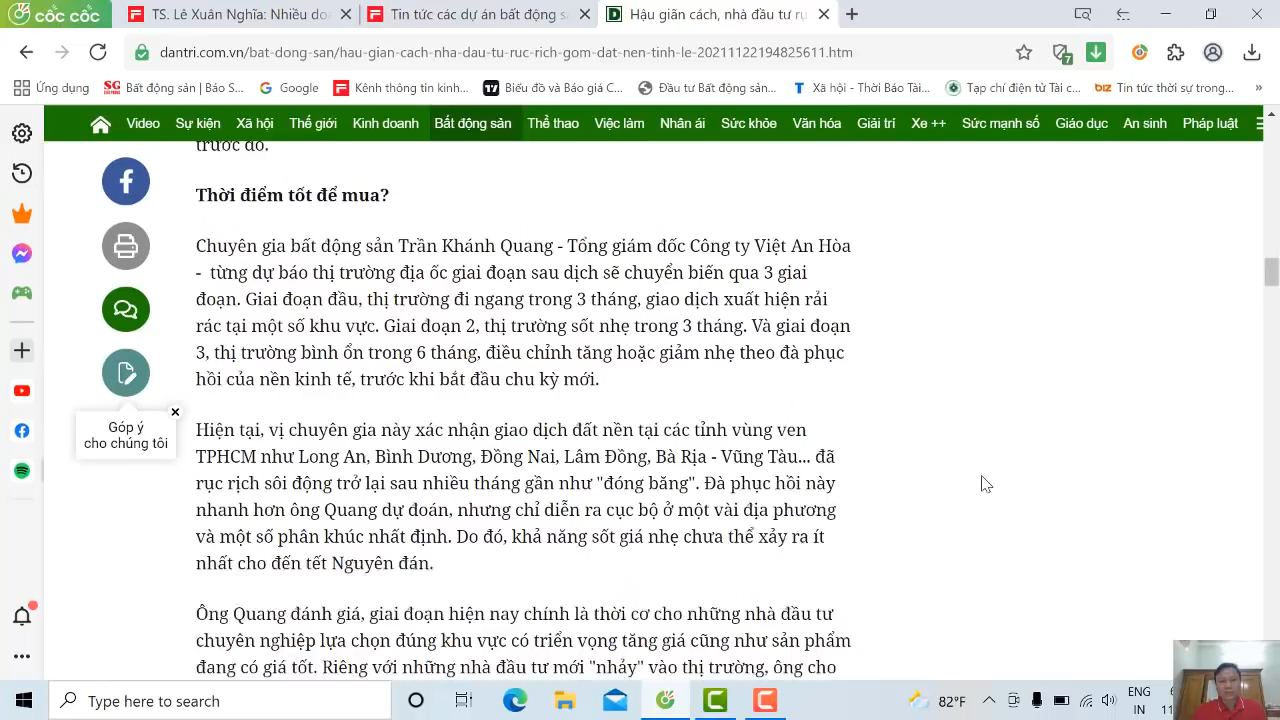 cốc cốc
TS. Lê Xuân Nghĩa: Nhiều doa
Tin tức các dự án bất động sả
Hậu giãn cách, nhà đầu tư rụ
dantri.com.vn/bat-dong-san/hau-gian-cach-nha-dau-tu-ruc-rich-gom-dat-nen-tinh-le-20211122194825611.htm
7
Ứng dụng
Bất động sản | Báo S...
Google
Kênh thông tin kinh...
Biểu đồ và Báo giá C...
Đầu tư Bất động sản...
Xã hội - Thời Báo Tài...
Tạp chí điện tử Tài c...
Tin tức thời sự trong...
Video
Sự kiện
Xã hội
Thế giới
Kinh doanh
Bất động sản
Thể thao
Việc làm
Nhân ái
Sức khỏe
Văn hóa
Giải trí
Xe ++
Sức mạnh số
Giáo dục
An sinh
Pháp luật
trước đó.
Thời điểm tốt để mua?
Chuyên gia bất động sản Trần Khánh Quang- Tổng giám đốc Công ty Việt An Hòa
- từng dự báo thị trường địa ốc giai đoạn sau dịch sẽ chuyển biến qua 3 giai
đoạn. Giai đoạn đầu, thị trường đi ngang trong 3 tháng, giao dịch xuất hiện rải
rác tại một số khu vực. Giai đoạn 2, thị trường sốt nhẹ trong 3 tháng. Và giai đoạn
3, thị trường bình ổn trong 6 tháng, điều chỉnh tăng hoặc giảm nhẹ theo đà phục
hồi của nền kinh tế, trước khi bắt đầu chu kỳ mới.
Góp ý
cho chúng tôi
Hiện tại, vị chuyên gia này xác nhận giao dịch đất nền tại các tỉnh vùng ven
TPHCM như Long An, Bình Dương, Đồng Nai, Lâm Đồng, Bà Rịa - Vũng Tàu... đã
rục rịch sôi động trở lại sau nhiều tháng gần như "đóng băng". Đà phục hồi này
nhanh hơn ông Quang dự đoán, nhưng chỉ diễn ra cục bộ ở một vài địa phương
và một số phân khúc nhất định. Do đó, khả năng sốt giá nhẹ chưa thể xảy ra ít
nhất cho đến tết Nguyên đán.
Ông Quang đánh giá, giai đoạn hiện nay chính là thời cơ cho những nhà đầu tư
chuyên nghiệp lựa chọn đúng khu vực có triển vọng tăng giá cũng như sản phẩm
đang có giá tốt. Riêng với những nhà đầu tư mới "nhảy" vào thị trường, ông cho
Type here to search
82°F
ENG
IN